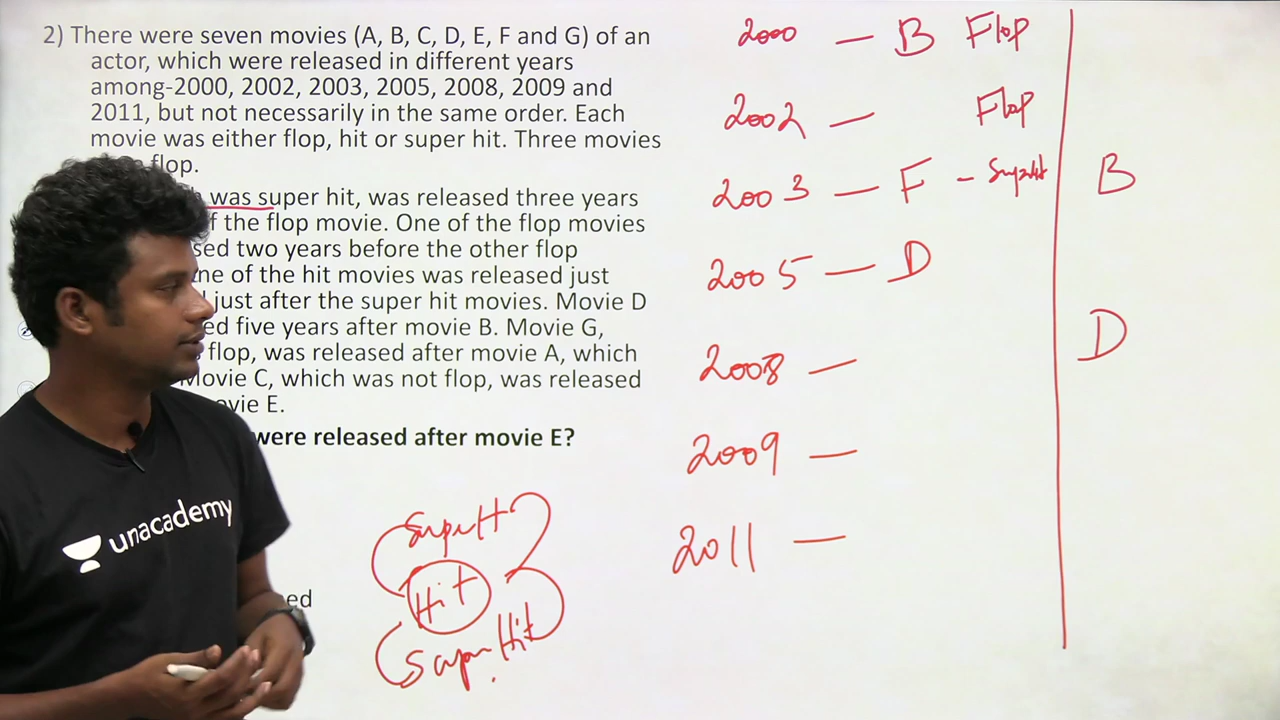 2) There were seven movies (A, B, C, D, E, F and G) of an
actor, which were released in different years
among-2000, 2002, 2003, 2005, 2008, 2009 and
2011, but not necessarily in the same order. Each
movie was either flop, hit or super hit. Three movies
flop.
was super hit, was released three years
f the flop movie. One of the flop movies
sed two years before the other flop
ne of the hit movies was released just
just after the super hit movies. Movie D
ed five years after movie B. Movie G,
flop, was released after movie A, which
Movie C, which was not flop, was released
vie E.
were released after movie E?
ed
SuperHit
Hit
Super Hit
2000 — B Flop
2002 — Flop
2003 — F - Superhit
2005 — D
2008 —
2009 —
2011 —
B
D
unacademy